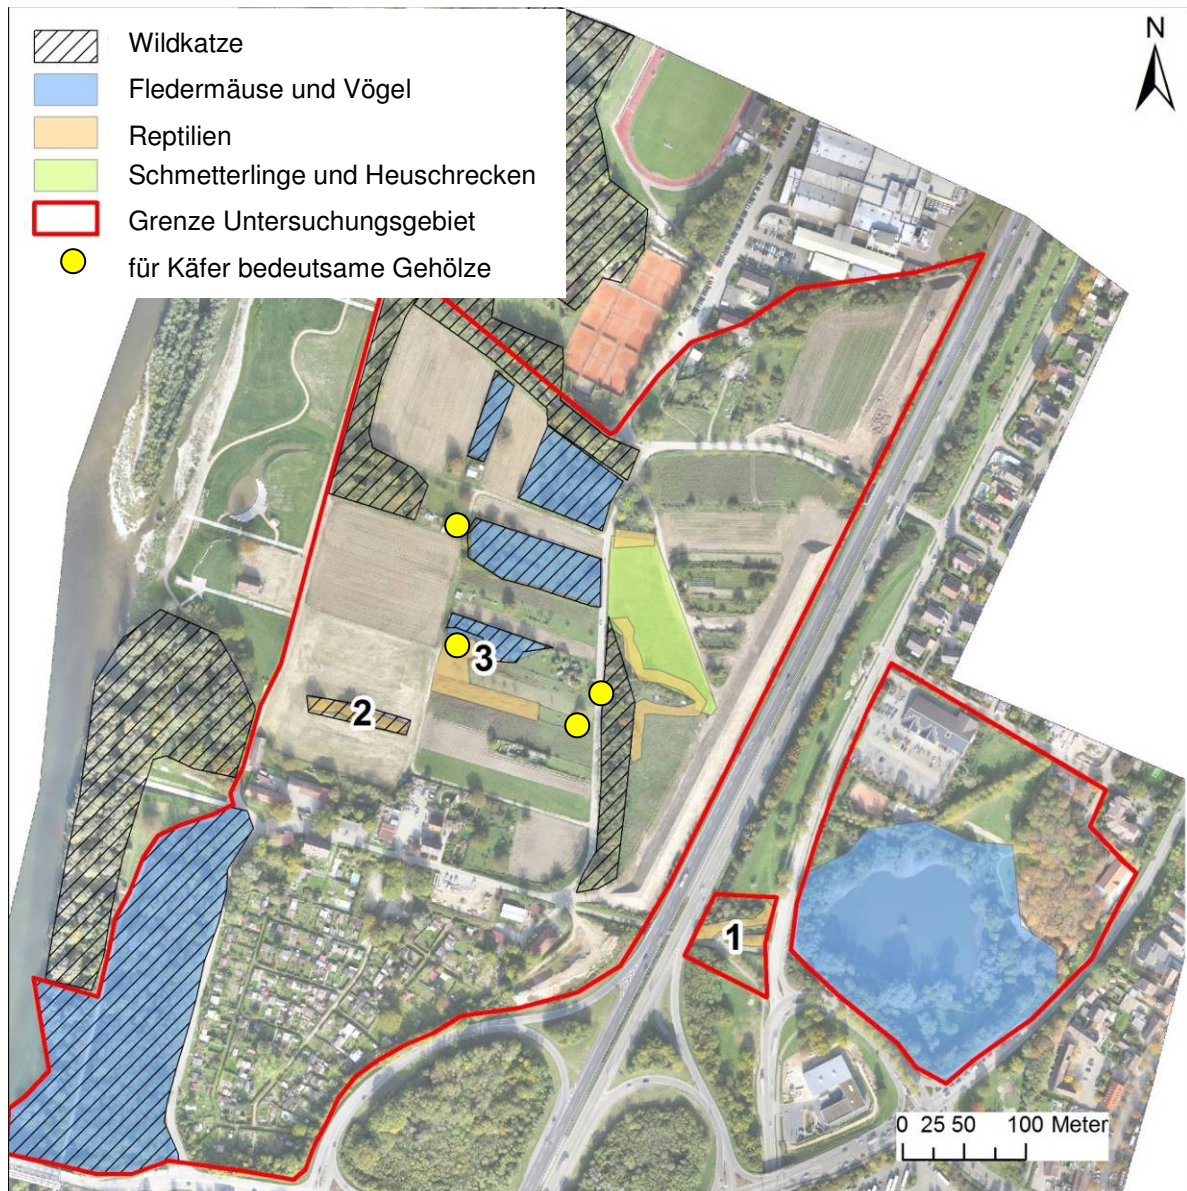 Wildkatze
Fledermäuse und Vögel
Reptilien
Schmetterlinge und Heuschrecken
Grenze Untersuchungsgebiet
für Käfer bedeutsame Gehölze
N
3
2
1
0 25 50 100 Meter